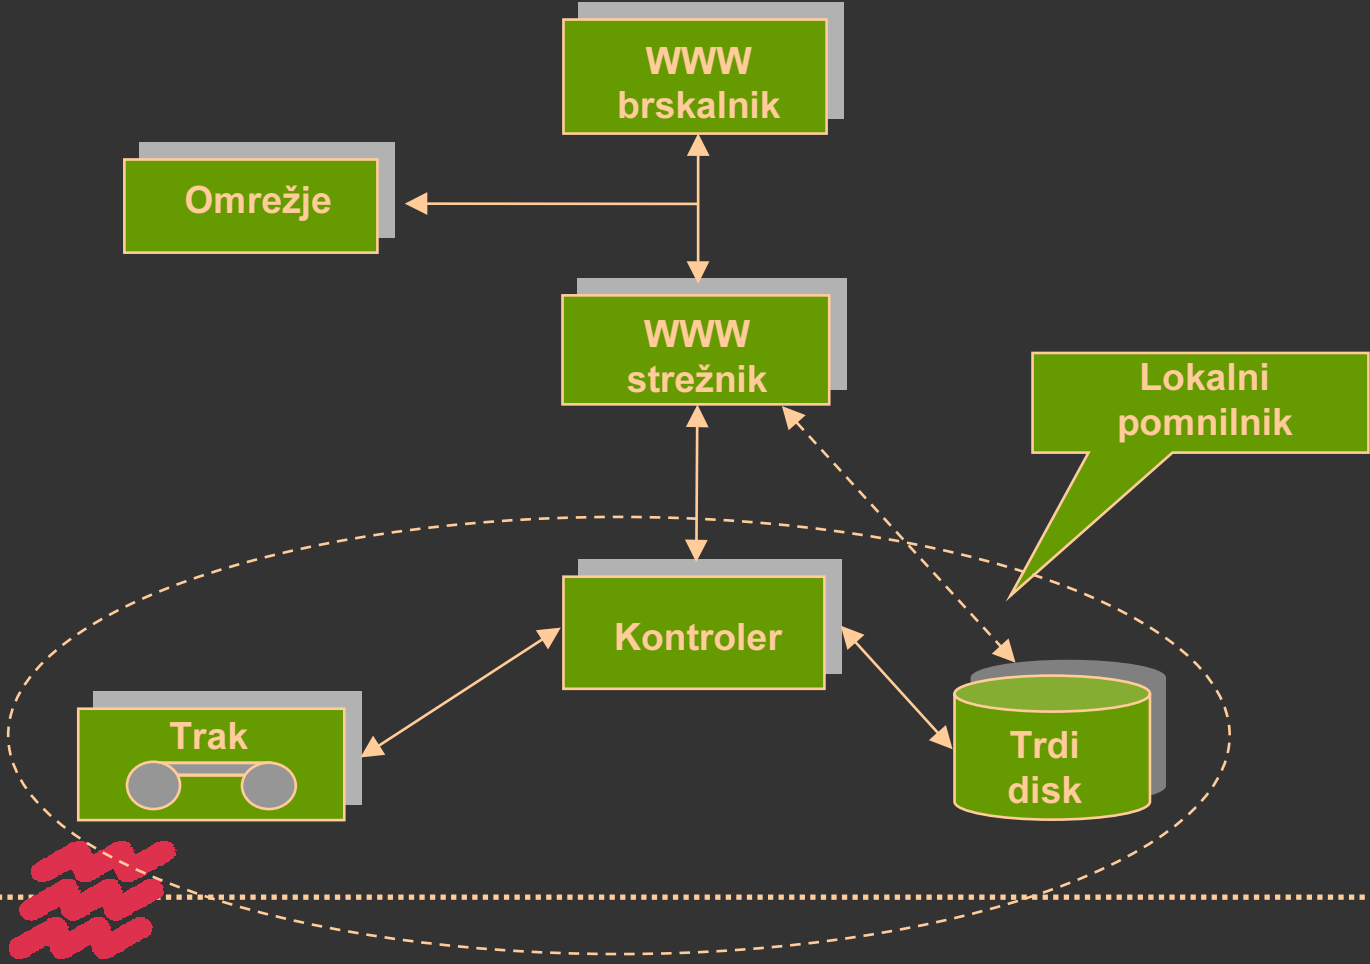 WWW
brskalnik
Omrežje
WWW
strežnik
Lokalni
pomnilnik
Kontroler
Trak
Trdi
disk